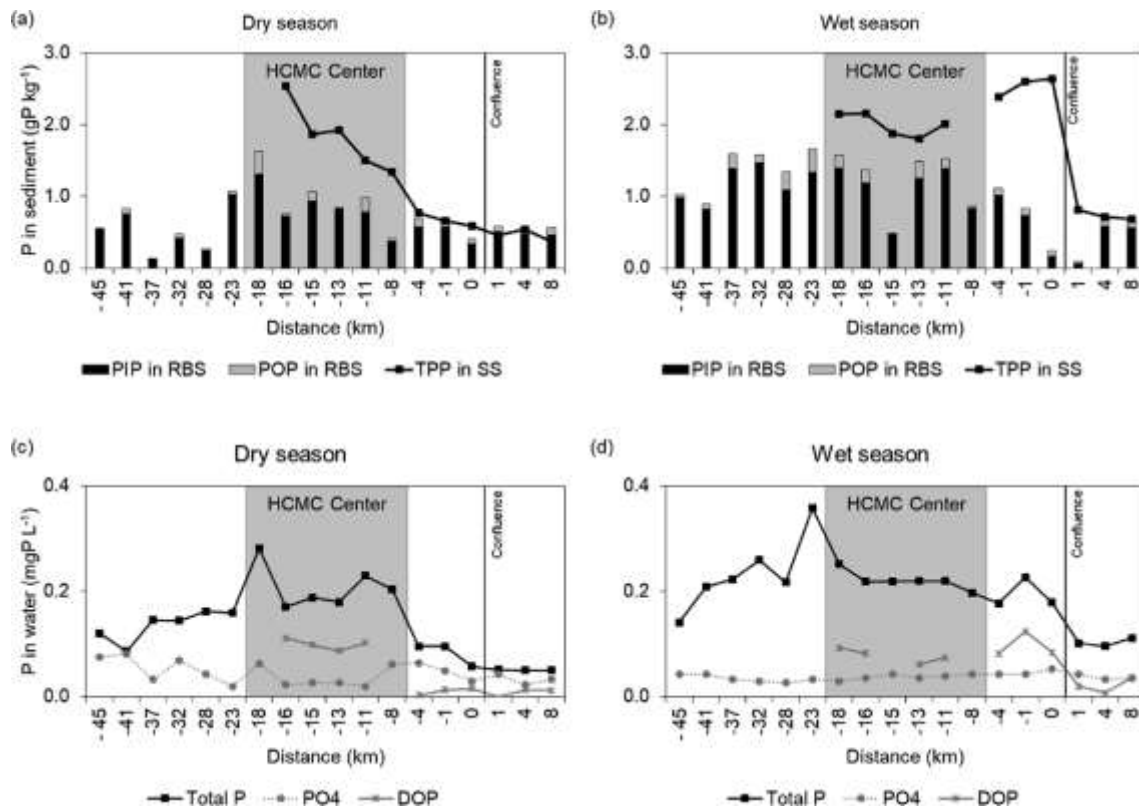 (a) Dry season
P in sediment (gP kg⁻¹)
3.0
2.0
1.0
0.0
HCMC Center
Confluence
-45 -41 -37 -32 -28 -23 -18 -16 -15 -13 -11 -8 -4 -1 0 1 4 8
Distance (km)
PIP in RBS POP in RBS TPP in SS
(b) Wet season
3.0
2.0
1.0
0.0
HCMC Center
Confluence
-45 -41 -37 -32 -28 -23 -18 -16 -15 -13 -11 -8 -4 -1 0 1 4 8
Distance (km)
PIP in RBS POP in RBS TPP in SS
(c) Dry season
P in water (mgP L⁻¹)
0.4
0.2
0.0
HCMC Center
Confluence
-45 -41 -37 -32 -28 -23 -18 -16 -15 -13 -11 -8 -4 -1 0 1 4 8
Distance (km)
Total P PO4 DOP
(d) Wet season
0.4
0.2
0.0
HCMC Center
Confluence
-45 -41 -37 -32 -28 -23 -18 -16 -15 -13 -11 -8 -4 -1 0 1 4 8
Distance (km)
Total P PO4 DOP